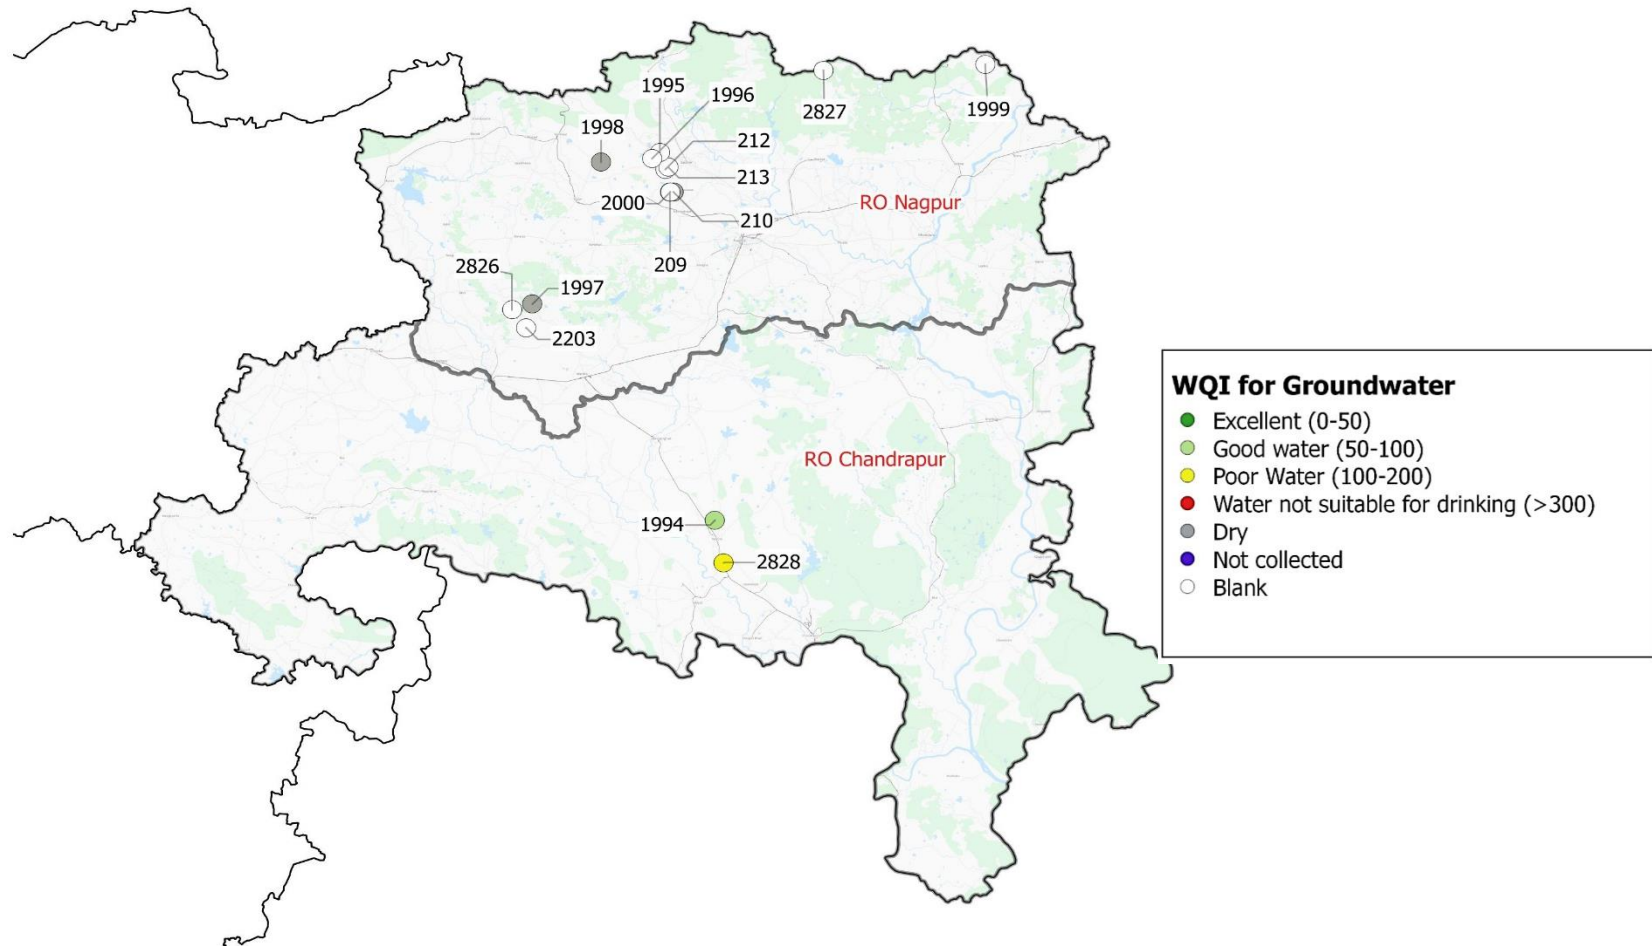 1995
1996
2827
1999
1998
212
213
2000
210
RO Nagpur
209
2826
1997
2203
RO Chandrapur
1994
2828
WQI for Groundwater
Excellent (0-50)
Good water (50-100)
Poor Water (100-200)
Water not suitable for drinking (>300)
Dry
Not collected
Blank